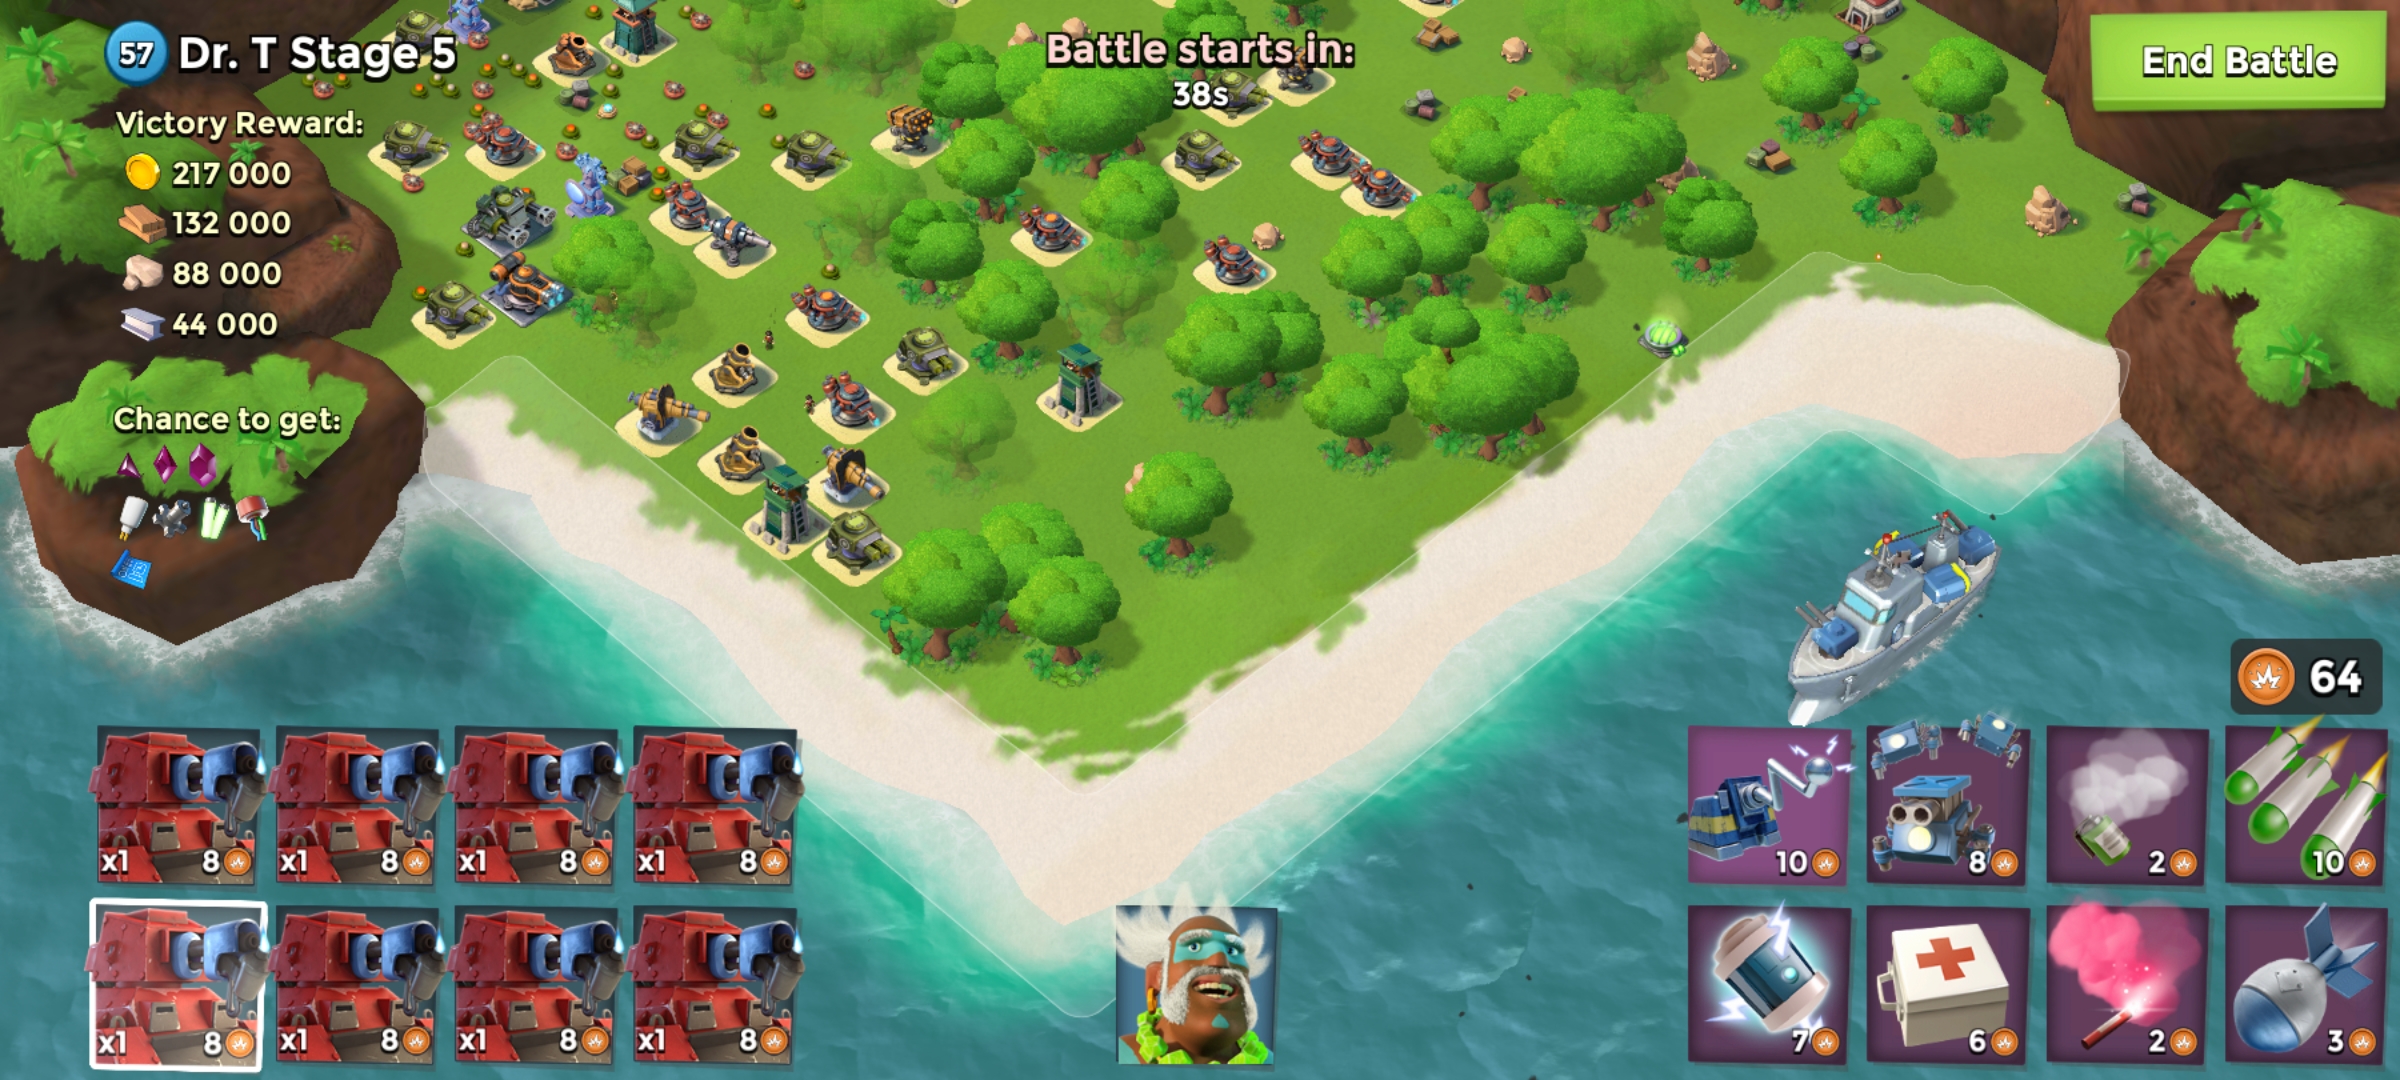 57 Dr. T Stage 5
Victory Reward:
217 000
132 000
88 000
44 000
Chance to get:
Battle starts in:
38s
End Battle
64
x1 8
x1 8
x1 8
x1 8
x1 8
x1 8
x1 8
x1 8
10
8
2
10
7
6
2
3